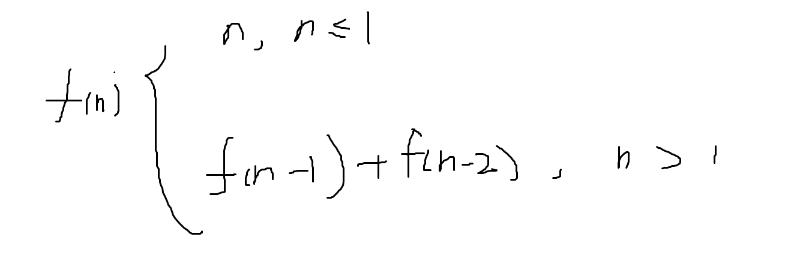 n, n ≤ 1
f(n) {
f(n-1) + f(n-2), n > 1